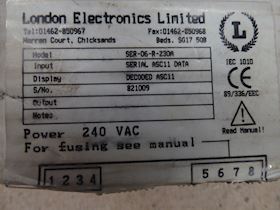 London Electronics Limited
Tel:01462-850967 Fax:01462-850968
Warren Court, Chicksands Beds. SG17 5QB
Model SER-06-R-230A
Input SERIAL ASCII DATA
Display DECODED ASCII
S/No. 821009
Output
Notes
L
IEC 1010
89/336/EEC
Read Manual!
Power 240 VAC
For fusing see manual
1 2 3 4 5 6 7 8